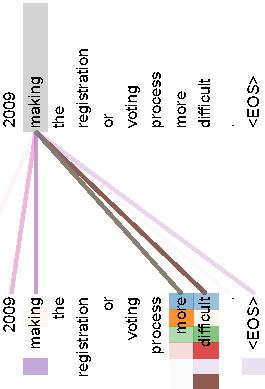 2009 making the registration or voting process more difficult . <EOS>
2009 making the registration or voting process more difficult . <EOS>